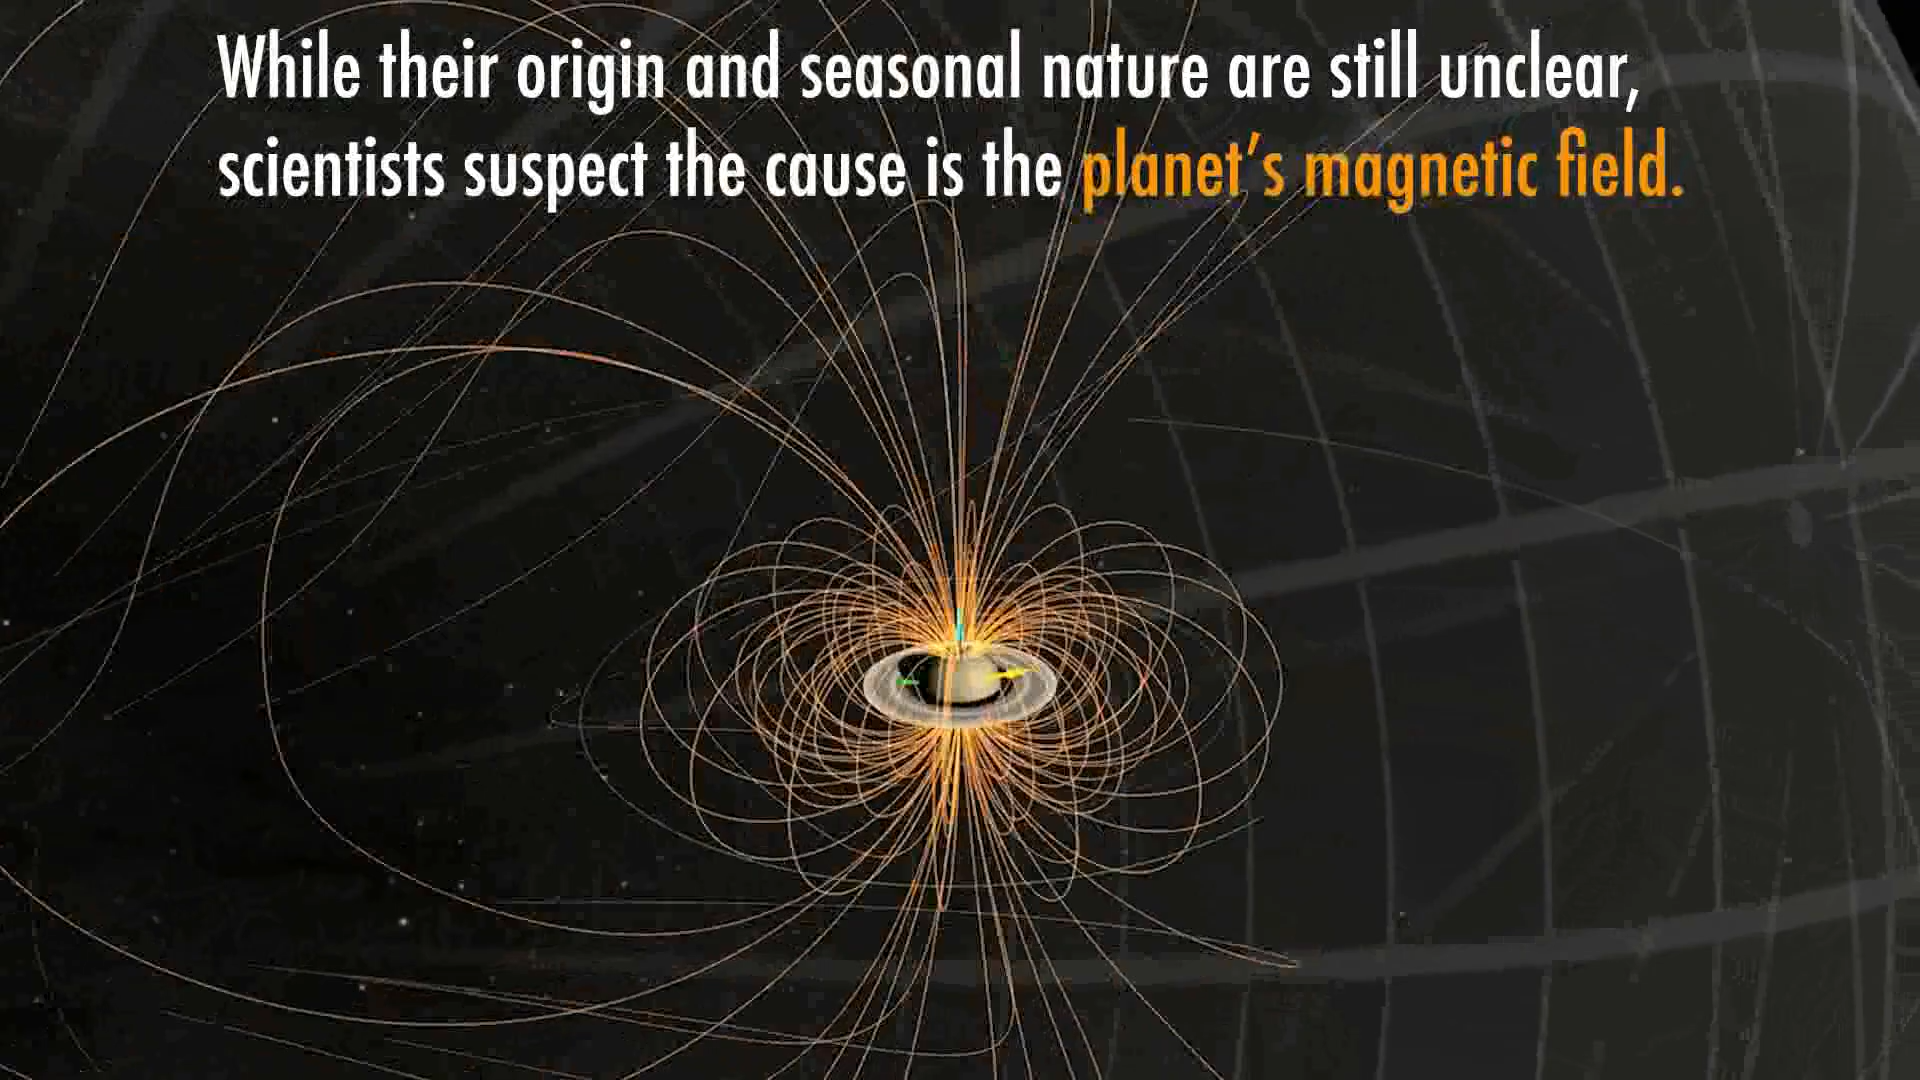 While their origin and seasonal nature are still unclear,
scientists suspect the cause is the planet’s magnetic field.